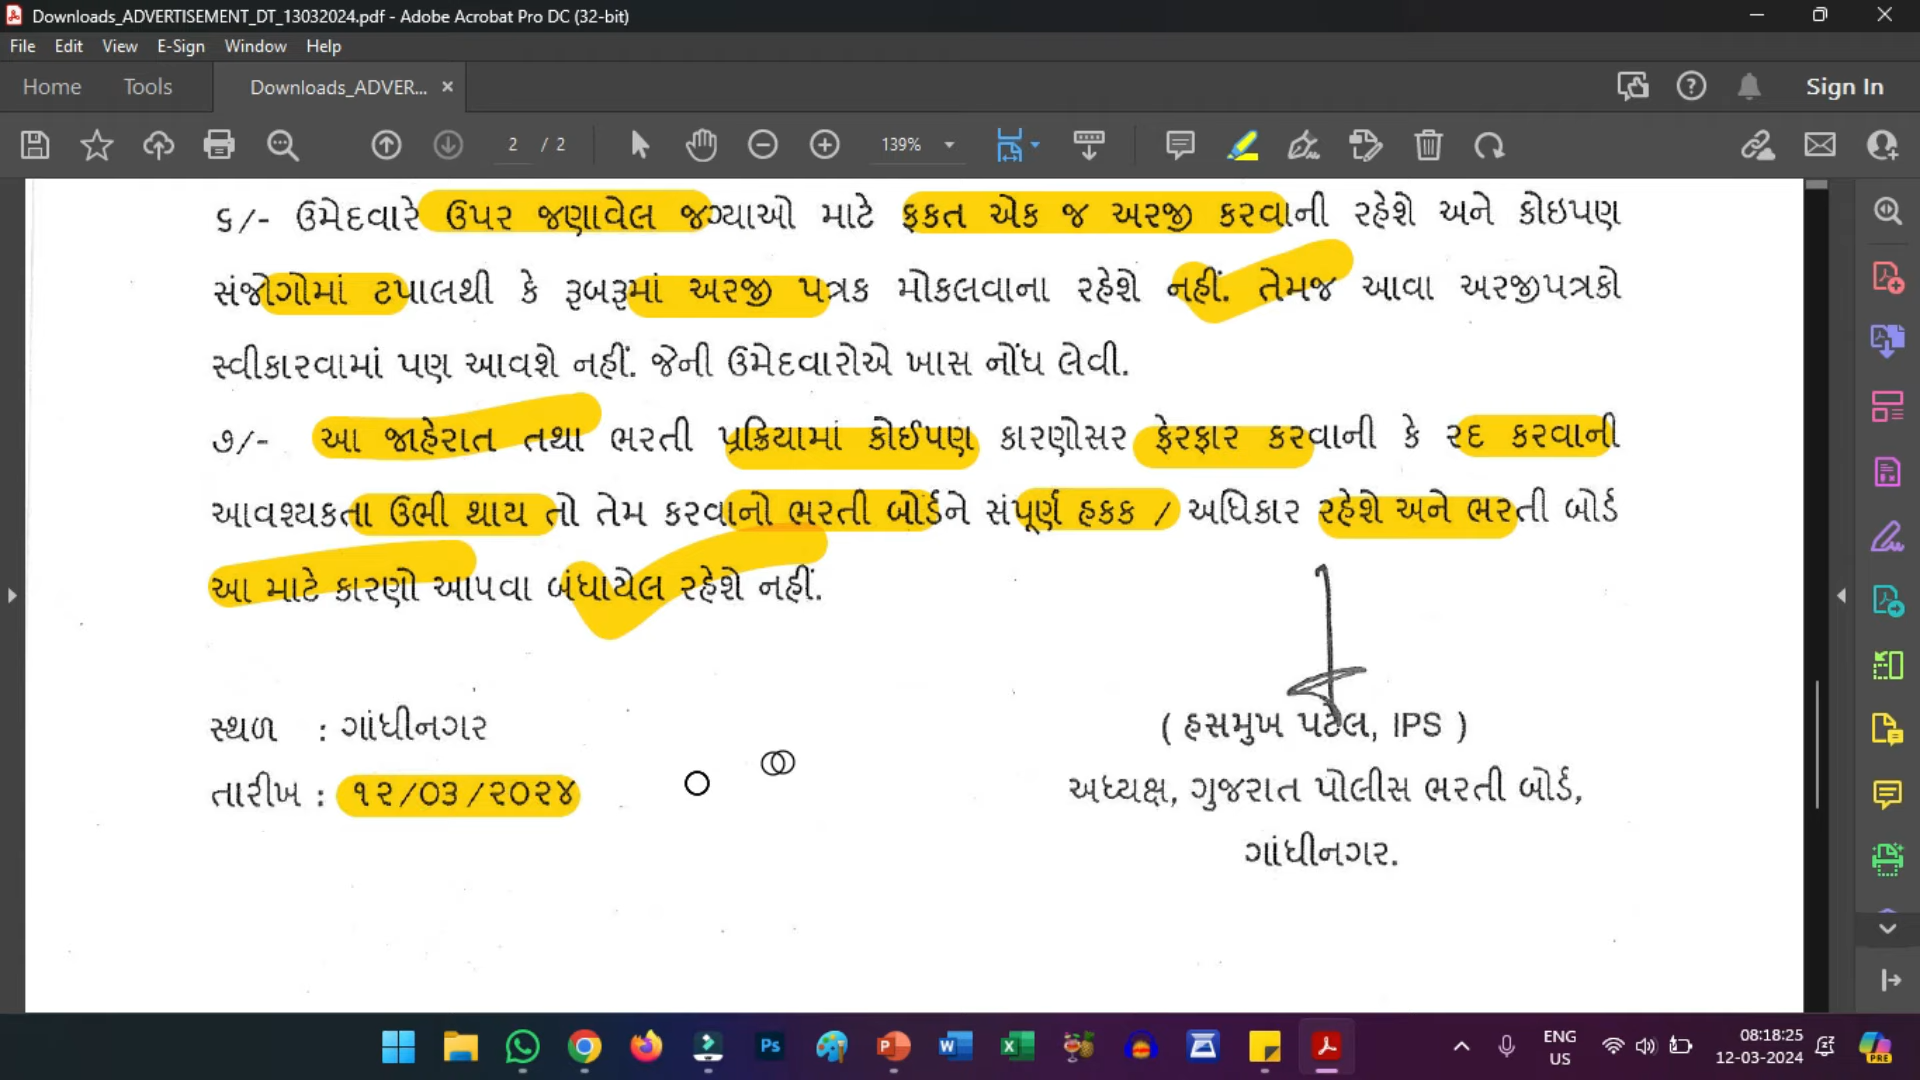 Downloads_ADVERTISEMENT_DT_13032024.pdf - Adobe Acrobat Pro DC (32-bit)
File Edit View E-Sign Window Help
Home Tools Downloads_ADVER... × Sign In
2 / 2 139%
૬/- ઉમેદવારે ઉપર જણાવેલ જગ્યાઓ માટે ફકત એક જ અરજી કરવાની રહેશે અને કોઇપણ
સંજોગોમાં ટપાલથી કે રૂબરૂમાં અરજી પત્રક મોકલવાના રહેશે નહીં. તેમજ આવા અરજીપત્રકો
સ્વીકારવામાં પણ આવશે નહીં. જેની ઉમેદવારોએ ખાસ નોંધ લેવી.
૭/- આ જાહેરાત તથા ભરતી પ્રક્રિયામાં કોઈપણ કારણોસર ફેરફાર કરવાની કે રદ કરવાની
આવશ્યકતા ઉભી થાય તો તેમ કરવાનો ભરતી બોર્ડને સંપૂર્ણ હકક / અધિકાર રહેશે અને ભરતી બોર્ડ
આ માટે કારણો આપવા બંધાયેલ રહેશે નહીં.
સ્થળ : ગાંધીનગર
તારીખ : ૧૨/૦૩/૨૦૨૪
( હસમુખ પટેલ, IPS )
અધ્યક્ષ, ગુજરાત પોલીસ ભરતી બોર્ડ,
ગાંધીનગર.
ENG
US
08:18:25
12-03-2024
Ps
P
W
X
PRE